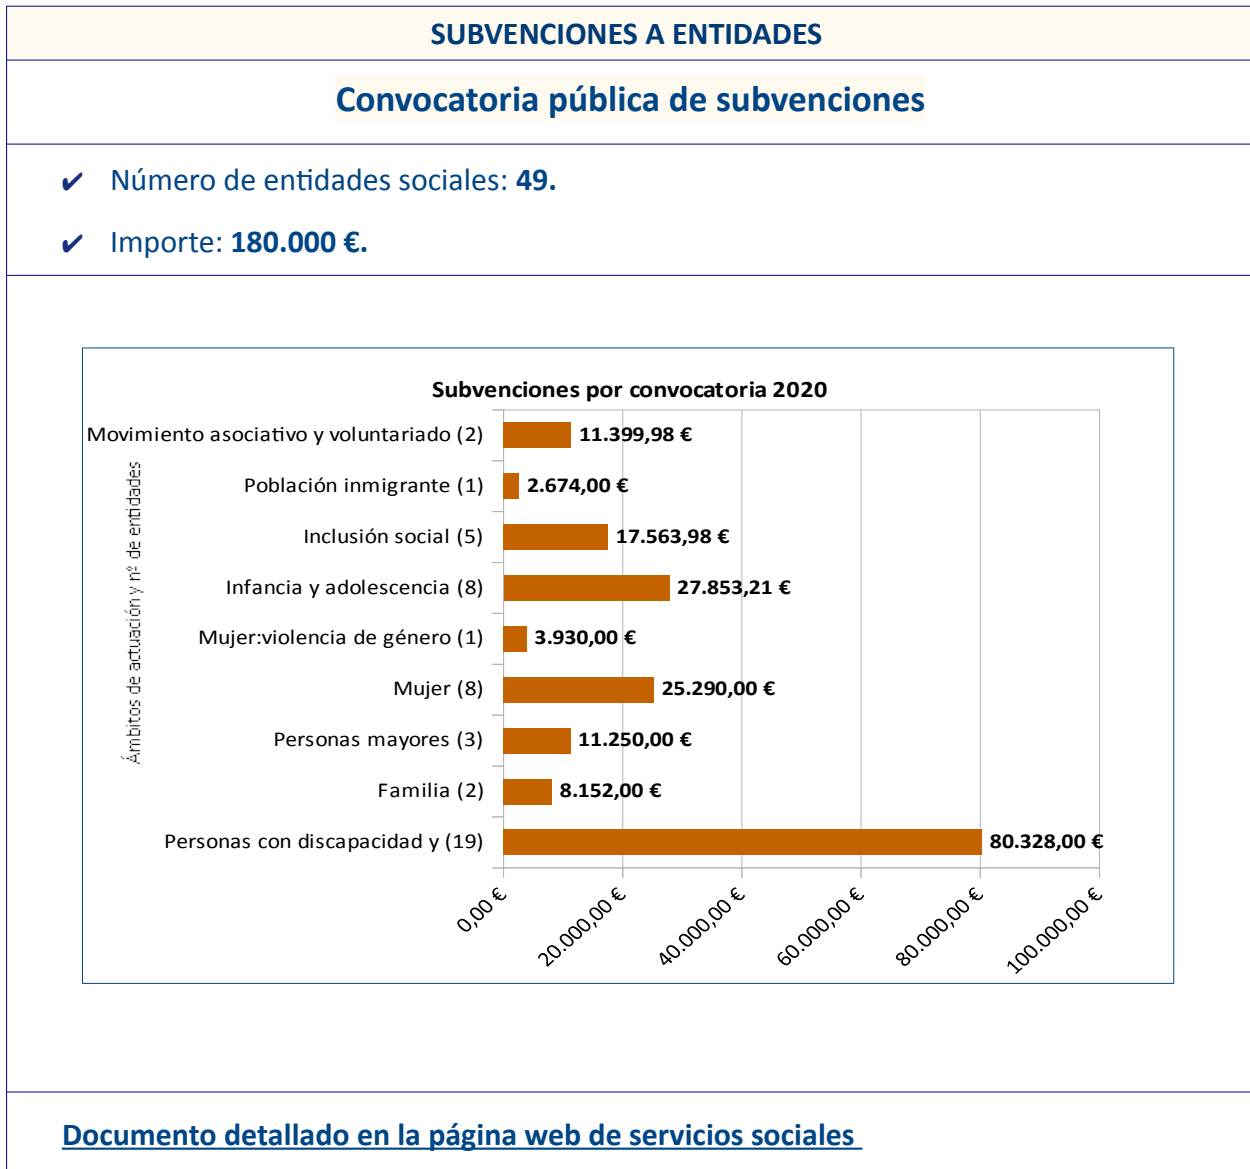 SUBVENCIONES A ENTIDADES
Convocatoria pública de subvenciones
✔ Número de entidades sociales: 49.
✔ Importe: 180.000 €.
Subvenciones por convocatoria 2020
Ámbitos de actuación y nº de entidades
Movimiento asociativo y voluntariado (2) 11.399,98 €
Población inmigrante (1) 2.674,00 €
Inclusión social (5) 17.563,98 €
Infancia y adolescencia (8) 27.853,21 €
Mujer:violencia de género (1) 3.930,00 €
Mujer (8) 25.290,00 €
Personas mayores (3) 11.250,00 €
Familia (2) 8.152,00 €
Personas con discapacidad y (19) 80.328,00 €
0,00 € 20.000,00 € 40.000,00 € 60.000,00 € 80.000,00 € 100.000,00 €
Documento detallado en la página web de servicios sociales